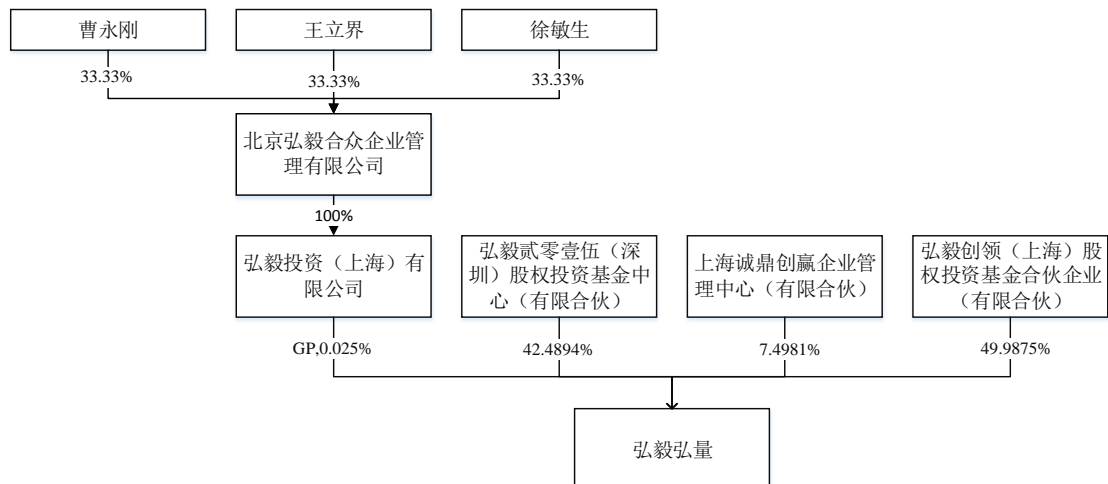 曹永刚
王立界
徐敏生
33.33%
33.33%
33.33%
北京弘毅合众企业管
理有限公司
100%
弘毅投资（上海）有
限公司
弘毅贰零壹伍（深
圳）股权投资基金中
心（有限合伙）
上海诚鼎创赢企业管
理中心（有限合伙）
弘毅创领（上海）股
权投资基金合伙企业
（有限合伙）
GP,0.025%
42.4894%
7.4981%
49.9875%
弘毅弘量